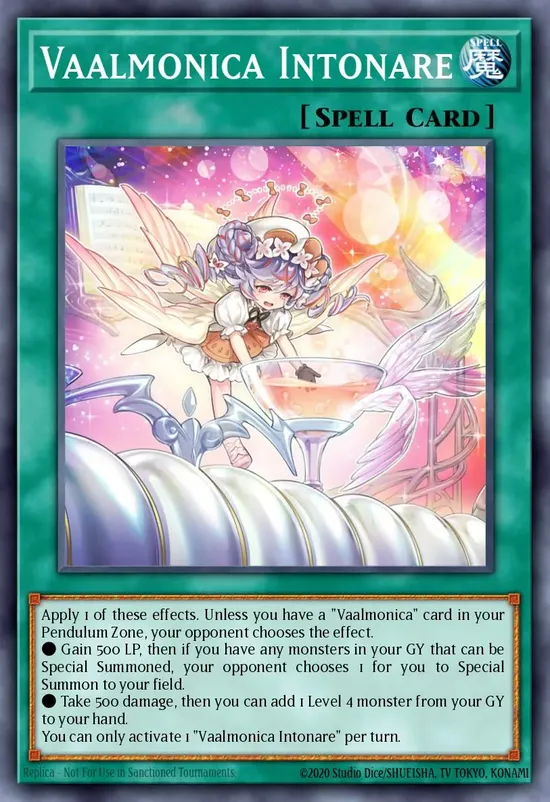 VAALMONICA INTONARE
SPELL
魔
[SPELL CARD]
Apply 1 of these effects. Unless you have a "Vaalmonica" card in your
Pendulum Zone, your opponent chooses the effect.
● Gain 500 LP, then if you have any monsters in your GY that can be
Special Summoned, your opponent chooses 1 for you to Special
Summon to your field.
● Take 500 damage, then you can add 1 Level 4 monster from your GY
to your hand.
You can only activate 1 "Vaalmonica Intonare" per turn.
Replica - Not For Use in Sanctioned Tournaments
©2020 Studio Dice/SHUEISHA, TV TOKYO, KONAMI